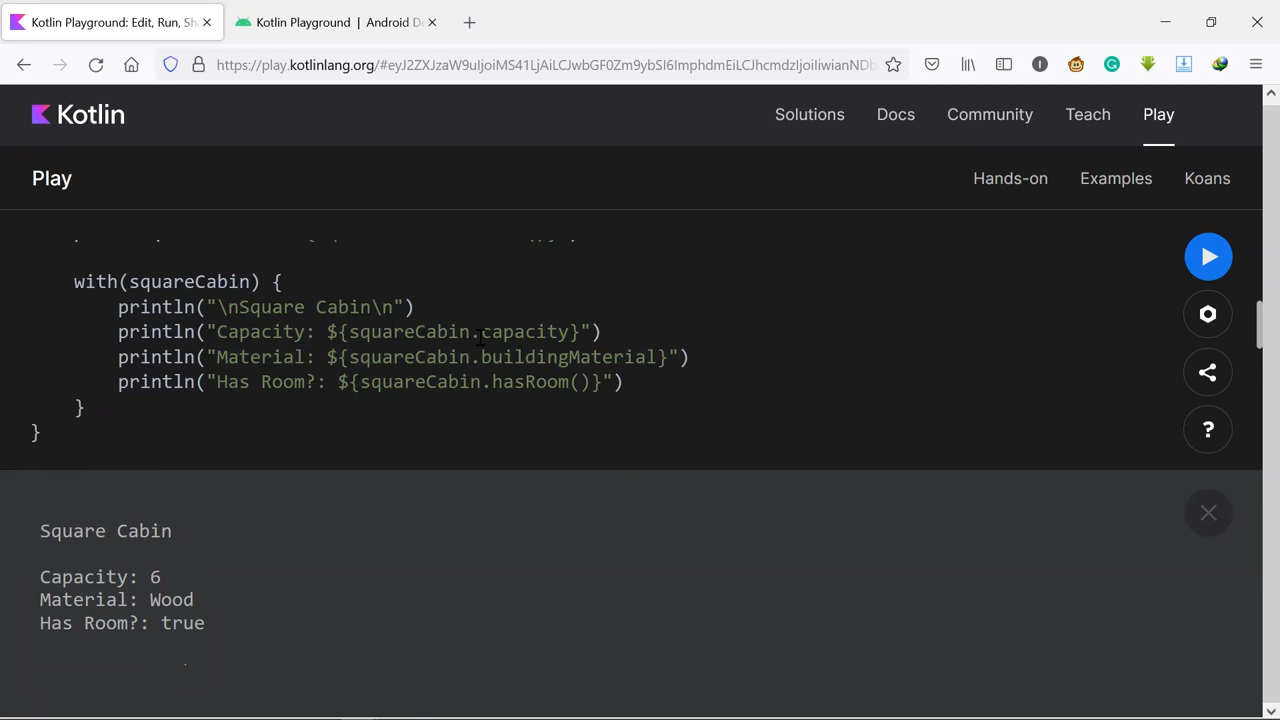 Kotlin Playground: Edit, Run, Sh
Kotlin Playground | Android De
https://play.kotlinlang.org/#eyJ2ZXJzaW9uIjoiMS41LjAiLCJwbGF0Zm9ybSI6ImphdmEiLCJhcmdzIjoiIiwianNDb
Kotlin
Solutions
Docs
Community
Teach
Play
Play
Hands-on
Examples
Koans
with(squareCabin) {
println("\nSquare Cabin\n")
println("Capacity: ${squareCabin.capacity}")
println("Material: ${squareCabin.buildingMaterial}")
println("Has Room?: ${squareCabin.hasRoom()}")
}
}
?
Square Cabin
Capacity: 6
Material: Wood
Has Room?: true